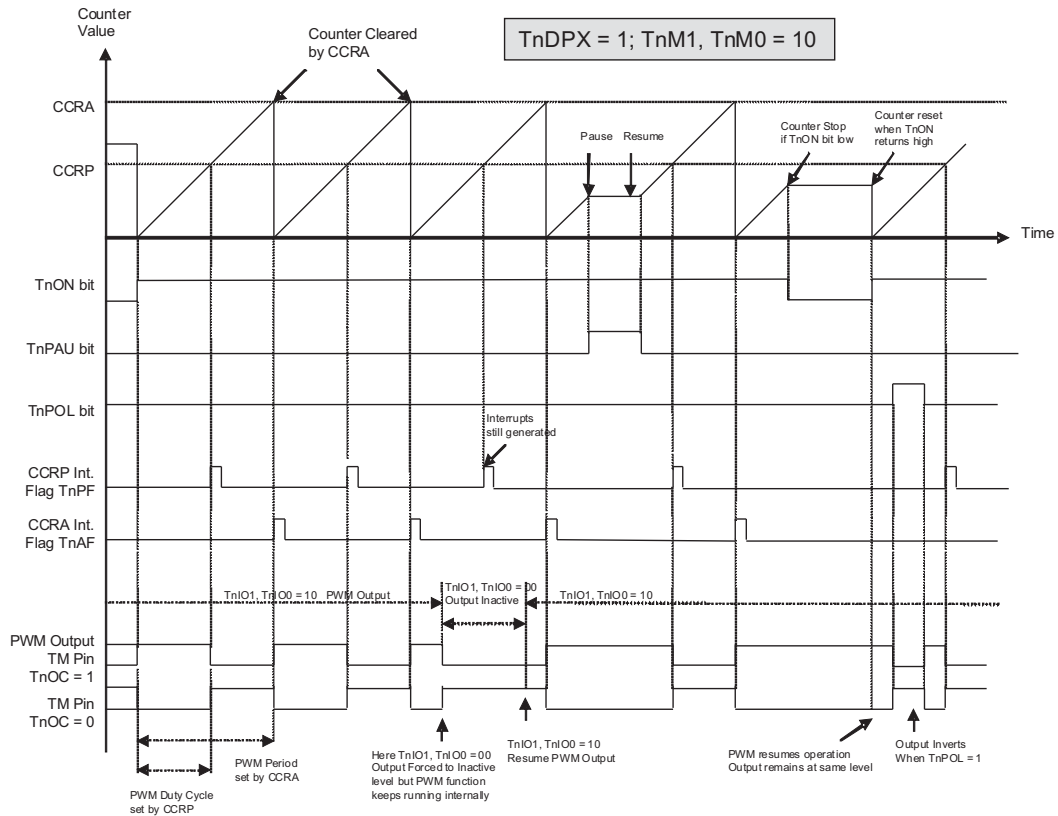 Counter
Value
TnDPX = 1; TnM1, TnM0 = 10
Counter Cleared
by CCRA
CCRA
CCRP
Pause
Resume
Counter Stop
if TnON bit low
Counter reset
when TnON
returns high
Time
TnON bit
TnPAU bit
TnPOL bit
Interrupts
still generated
CCRP Int.
Flag TnPF
CCRA Int.
Flag TnAF
TnIO1, TnIO0 = 10 PWM Output
TnIO1, TnIO0 = 00
Output Inactive
TnIO1, TnIO0 = 10
PWM Output
TM Pin
TnOC = 1
TM Pin
TnOC = 0
PWM Period
set by CCRA
PWM Duty Cycle
set by CCRP
Here TnIO1, TnIO0 = 00
Output Forced to Inactive
level but PWM function
keeps running internally
TnIO1, TnIO0 = 10
Resume PWM Output
PWM resumes operation
Output remains at same level
Output Inverts
When TnPOL = 1